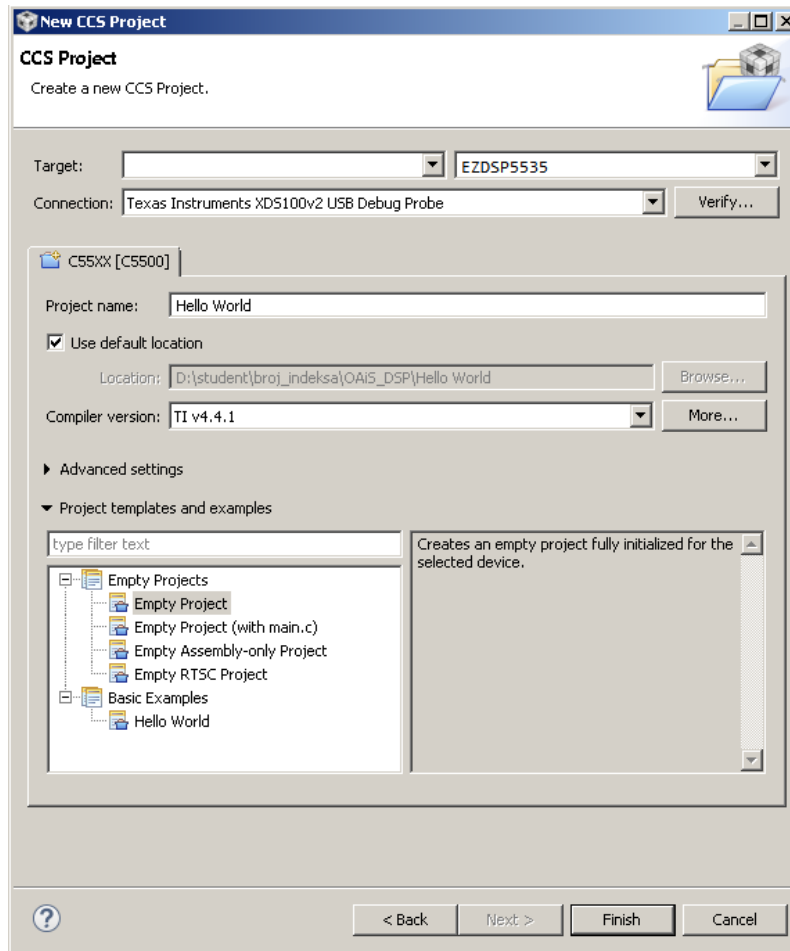 New CCS Project
CCS Project
Create a new CCS Project.
Target: EZDSP5535
Connection: Texas Instruments XDS100v2 USB Debug Probe Verify...
C55XX [C5500]
Project name: Hello World
Use default location
Location: D:\student\broj_indeksa\OAiS_DSP\Hello World Browse...
Compiler version: TI v4.4.1 More...
Advanced settings
Project templates and examples
type filter text
Empty Projects
Empty Project
Empty Project (with main.c)
Empty Assembly-only Project
Empty RTSC Project
Basic Examples
Hello World
Creates an empty project fully initialized for the
selected device.
? < Back Next > Finish Cancel